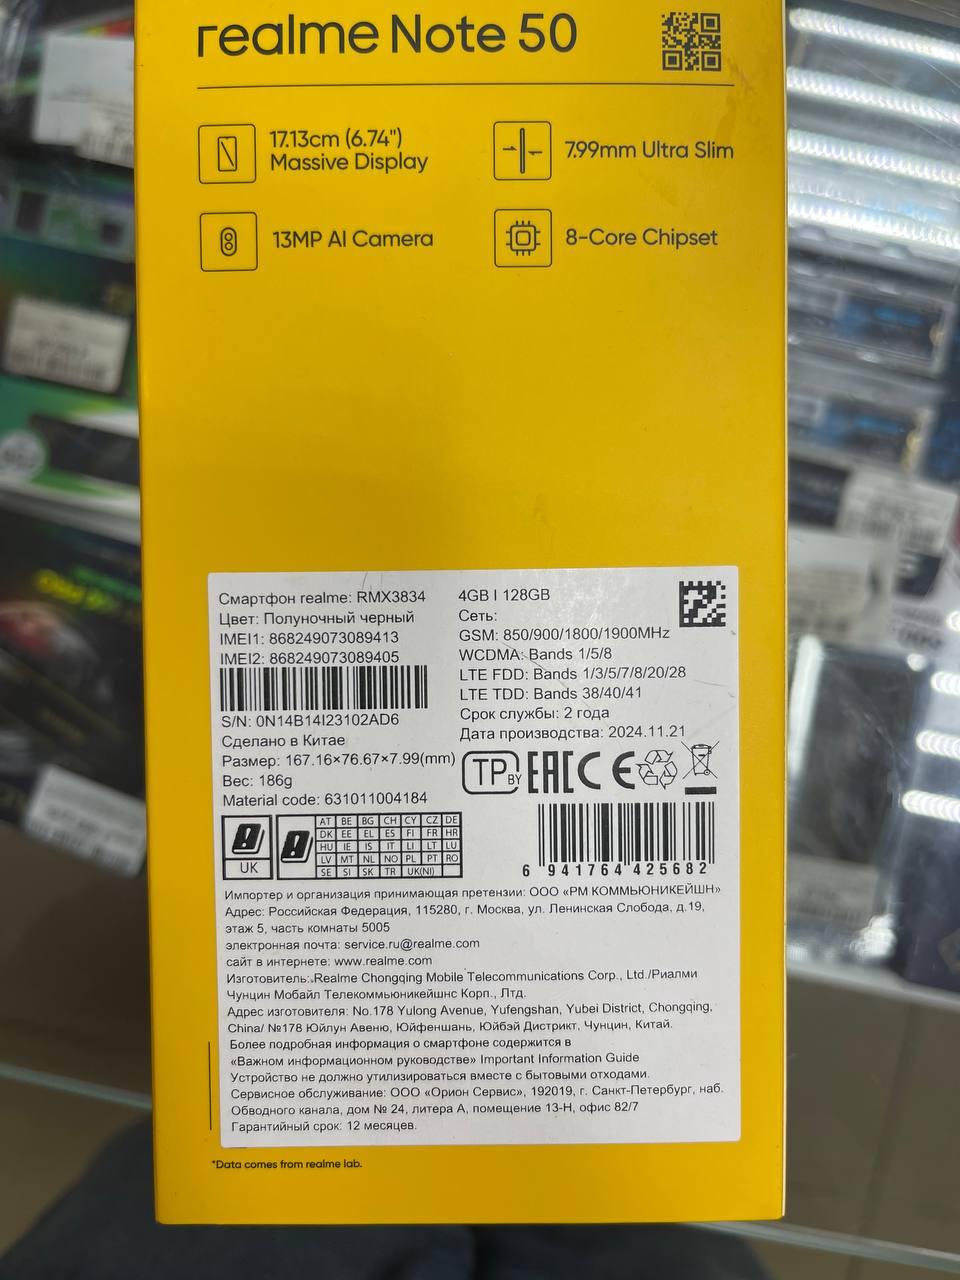 realme Note 50
17.13cm (6.74")
Massive Display
7.99mm Ultra Slim
13MP AI Camera
8-Core Chipset
Смартфон realme: RMX3834
Цвет: Полуночный черный
IMEI1: 868249073089413
IMEI2: 868249073089405
S/N: 0N14B14I23102AD6
Сделано в Китае
Размер: 167.16×76.67×7.99(mm)
Вес: 186g
Material code: 631011004184
4GB | 128GB
Сеть:
GSM: 850/900/1800/1900MHz
WCDMA: Bands 1/5/8
LTE FDD: Bands 1/3/5/7/8/20/28
LTE TDD: Bands 38/40/41
Срок службы: 2 года
Дата производства: 2024.11.21
TP BY EAC CE
UK
AT BE BG CH CY CZ DE
DK EE EL ES FI FR HR
HU IE IS IT LI LT LU
LV MT NL NO PL PT RO
SE SI SK TR UK(NI)
6 941764 425682
Импортер и организация принимающая претензии: ООО «РМ КОММЬЮНИКЕЙШН»
Адрес: Российская Федерация, 115280, г. Москва, ул. Ленинская Слобода, д.19,
этаж 5, часть комнаты 5005
электронная почта: service.ru@realme.com
сайт в интернете: www.realme.com
Изготовитель: Realme Chongqing Mobile Telecommunications Corp., Ltd./Риалми
Чунцин Мобайл Телекоммьюникейшнс Корп., Лтд.
Адрес изготовителя: No.178 Yulong Avenue, Yufengshan, Yubei District, Chongqing,
China/ №178 Юйлун Авеню, Юйфеньшань, Юйбэй Дистрикт, Чунцин, Китай.
Более подробная информация о смартфоне содержится в
«Важном информационном руководстве» Important Information Guide
Устройство не должно утилизироваться вместе с бытовыми отходами.
Сервисное обслуживание: ООО «Орион Сервис», 192019, г. Санкт-Петербург, наб.
Обводного канала, дом № 24, литера А, помещение 13-Н, офис 82/7
Гарантийный срок: 12 месяцев.
*Data comes from realme lab.